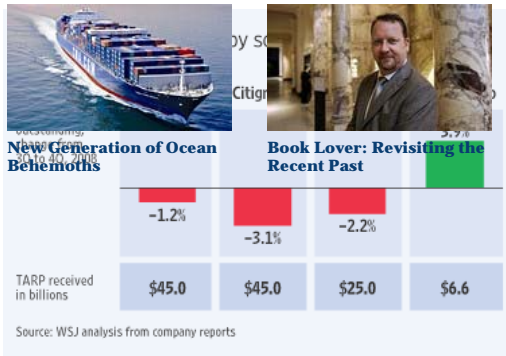 by
Citigr
outstanding,
change from
3Q to 4Q, 2008
3.9%
New Generation of Ocean
Behemoths
Book Lover: Revisiting the
Recent Past
−1.2%
−3.1%
−2.2%
TARP received
in billions
$45.0
$45.0
$25.0
$6.6
Source: WSJ analysis from company reports